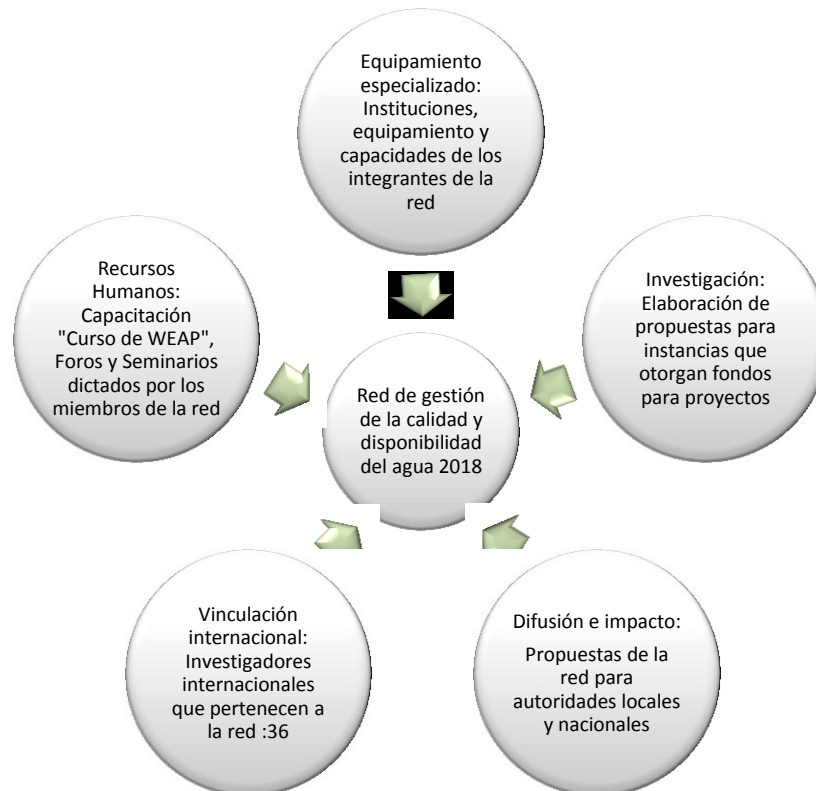 Equipamiento
especializado:
Instituciones,
equipamiento y
capacidades de los
integrantes de la
red
Recursos
Humanos:
Capacitación
"Curso de WEAP",
Foros y Seminarios
dictados por los
miembros de la red
Investigación:
Elaboración de
propuestas para
instancias que
otorgan fondos
para proyectos
Red de gestión
de la calidad y
disponibilidad
del agua 2018
Vinculación
internacional:
Investigadores
internacionales
que pertenecen a
la red :36
Difusión e impacto:
Propuestas de la
red para
autoridades locales
y nacionales